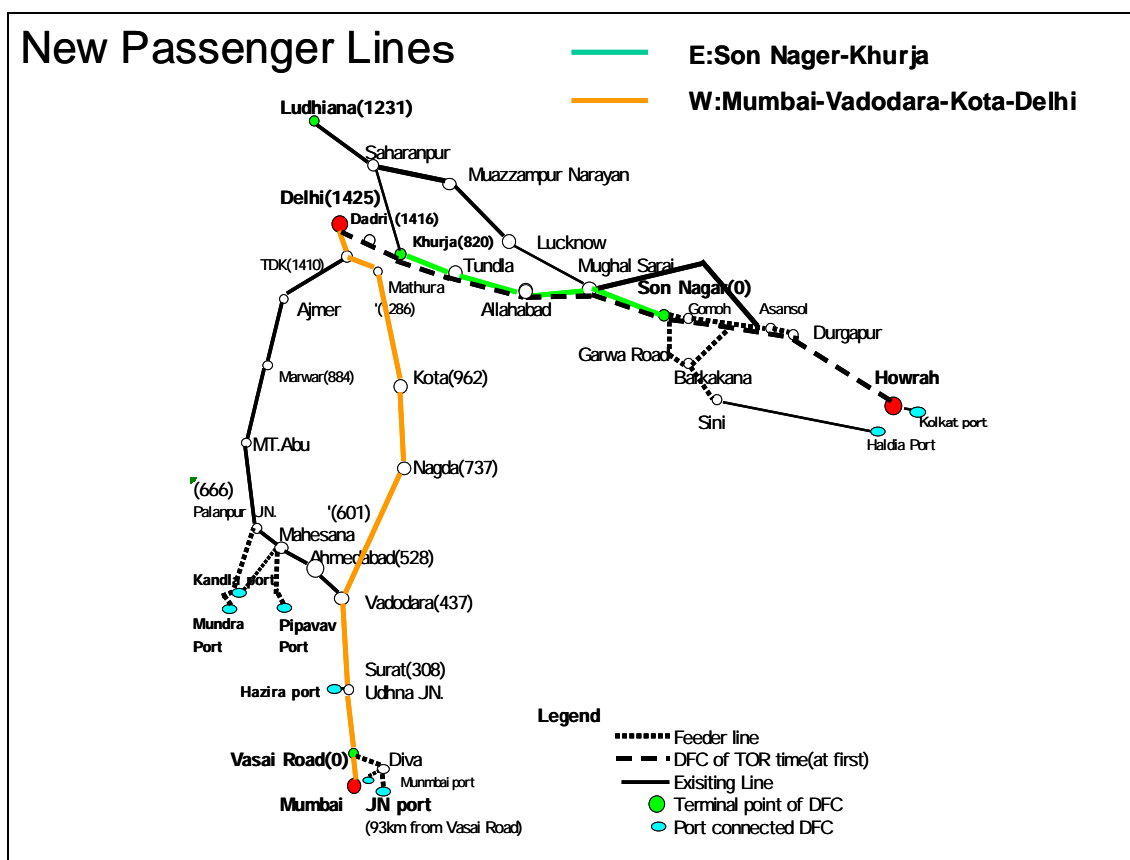 New Passenger Lines
E:Son Nager-Khurja
W:Mumbai-Vadodara-Kota-Delhi
Ludhiana(1231)
Saharanpur
Muazzampur Narayan
Delhi(1425)
Dadri (1416)
Khurja(820)
Lucknow
TDK(1410)
Tundla
Mughal Sarai
Mathura
'(1286)
Son Nagar(0)
Ajmer
Allahabad
Gomoh
Asansol
Durgapur
Garwa Road
Marwar(884)
Kota(962)
Barkakana
Howrah
Sini
Kolkat port
Haldia Port
MT.Abu
Nagda(737)
(666)
Palanpur JN.
'(601)
Mahesana
Ahmedabad(528)
Kandla port
Vadodara(437)
Mundra
Port
Pipavav
Port
Surat(308)
Hazira port
Udhna JN.
Legend
Feeder line
DFC of TOR time(at first)
Exisiting Line
Terminal point of DFC
Port connected DFC
Vasai Road(0)
Diva
Munmbai port
Mumbai
JN port
(93km from Vasai Road)